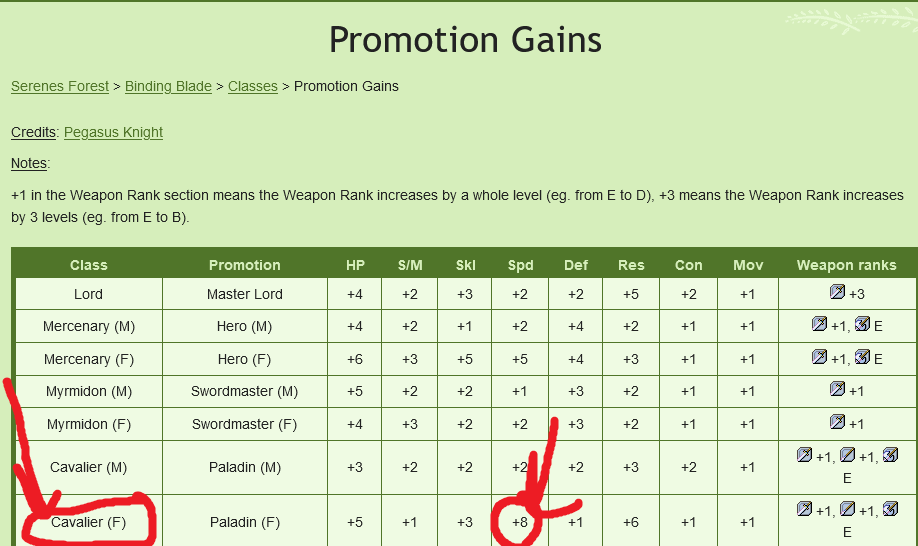 Promotion Gains
Serenes Forest > Binding Blade > Classes > Promotion Gains
Credits: Pegasus Knight
Notes:
+1 in the Weapon Rank section means the Weapon Rank increases by a whole level (eg. from E to D), +3 means the Weapon Rank increases
by 3 levels (eg. from E to B).
Class Promotion HP S/M Skl Spd Def Res Con Mov Weapon ranks
Lord Master Lord +4 +2 +3 +2 +2 +5 +2 +1 +3
Mercenary (M) Hero (M) +4 +2 +1 +2 +4 +2 +1 +1 +1, E
Mercenary (F) Hero (F) +6 +3 +5 +5 +4 +3 +1 +1 +1, E
Myrmidon (M) Swordmaster (M) +5 +2 +2 +1 +3 +2 +1 +1 +1
Myrmidon (F) Swordmaster (F) +4 +3 +2 +2 +3 +2 +1 +1 +1
Cavalier (M) Paladin (M) +3 +2 +2 +2 +2 +3 +2 +1 +1, +1,
E
Cavalier (F) Paladin (F) +5 +1 +3 +8 +1 +6 +1 +1 +1, +1,
E